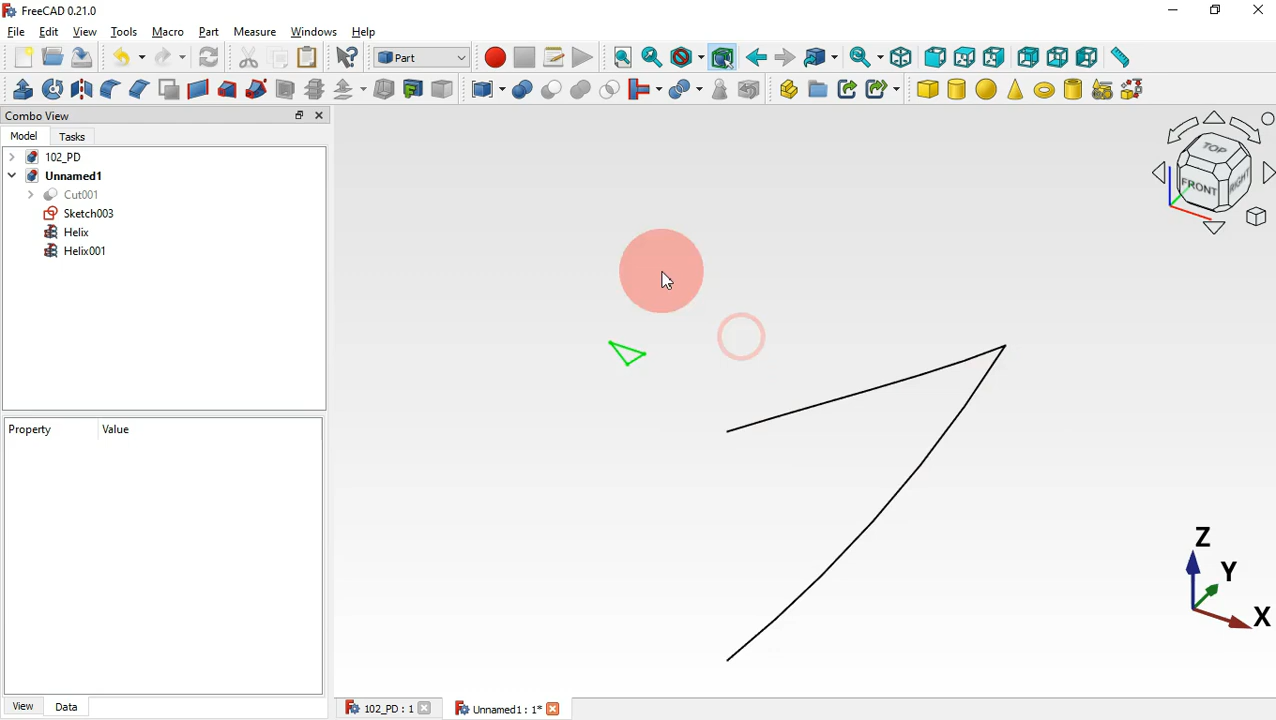 FreeCAD 0.21.0
File Edit View Tools Macro Part Measure Windows Help
Part
Combo View
Model Tasks
102_PD
Unnamed1
Cut001
Sketch003
Helix
Helix001
Property Value
View Data
102_PD : 1 Unnamed1 : 1*
TOP
FRONT RIGHT
Z
Y
X